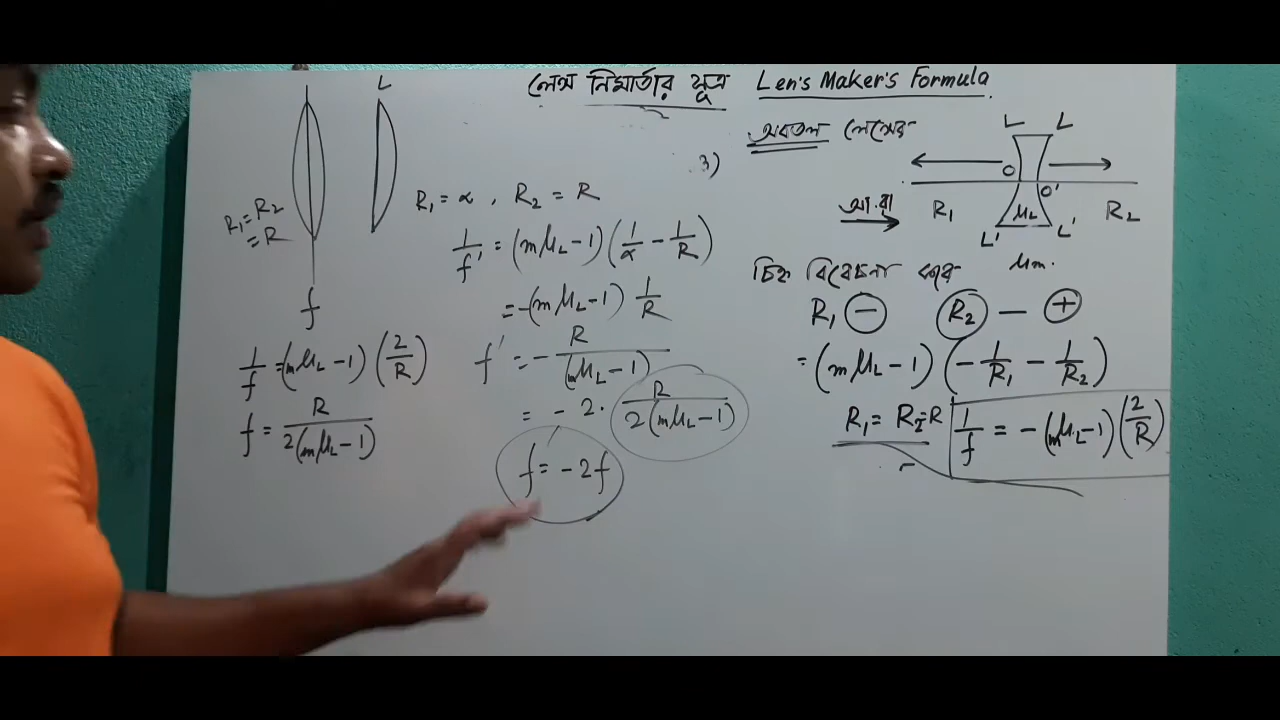 লেন্স নির্মাতার সূত্র Len's Maker's Formula
L
R₁=R₂
=R
f
1/f = (mμL-1)(2/R)
f = R/2(mμL-1)
R₁ = α , R₂ = R
1/f' = (mμL-1)(1/α - 1/R)
= -(mμL-1) 1/R
f' = - R/(mμL-1)
= - 2. R/2(mμL-1)
f' = -2f
3)
অবতল লেন্সের
L L
O O'
আ.রা R₁ μL R₂
L' L'
μm.
চিহ্ন বিবেচনা করে
R₁ - R₂ — +
= (mμL-1)(-1/R₁ - 1/R₂)
R₁ = R₂=R 1/f = -(mμL-1)(2/R)